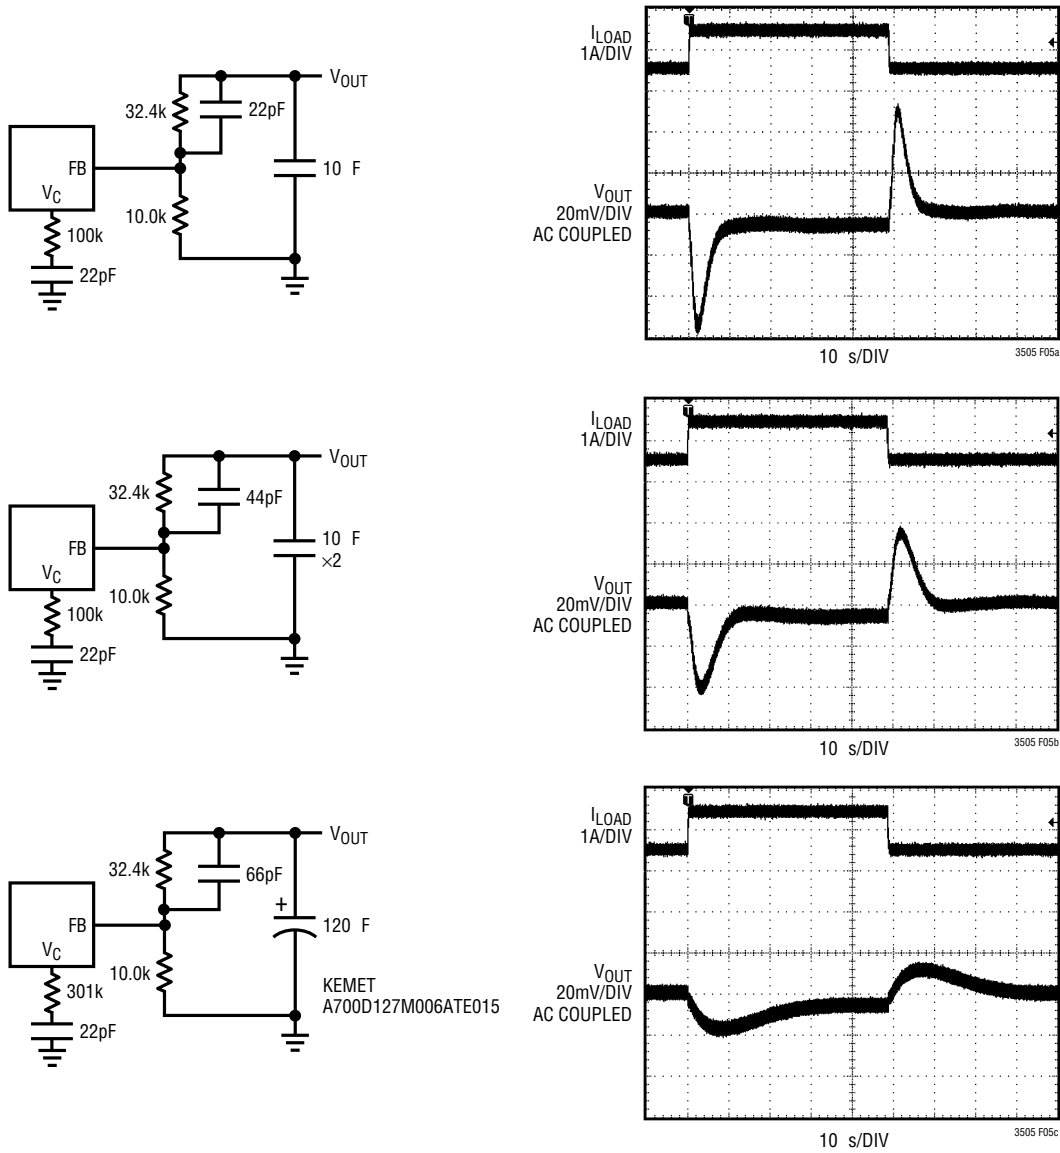 32.4k
22pF
V_OUT
FB
V_C
10 F
10.0k
100k
22pF
I_LOAD
1A/DIV
T
V_OUT
20mV/DIV
AC COUPLED
10 s/DIV
3505 F05a
32.4k
44pF
V_OUT
FB
V_C
10 F
×2
10.0k
100k
22pF
I_LOAD
1A/DIV
T
V_OUT
20mV/DIV
AC COUPLED
10 s/DIV
3505 F05b
32.4k
66pF
V_OUT
FB
V_C
+
120 F
10.0k
301k
22pF
KEMET
A700D127M006ATE015
I_LOAD
1A/DIV
T
V_OUT
20mV/DIV
AC COUPLED
10 s/DIV
3505 F05c